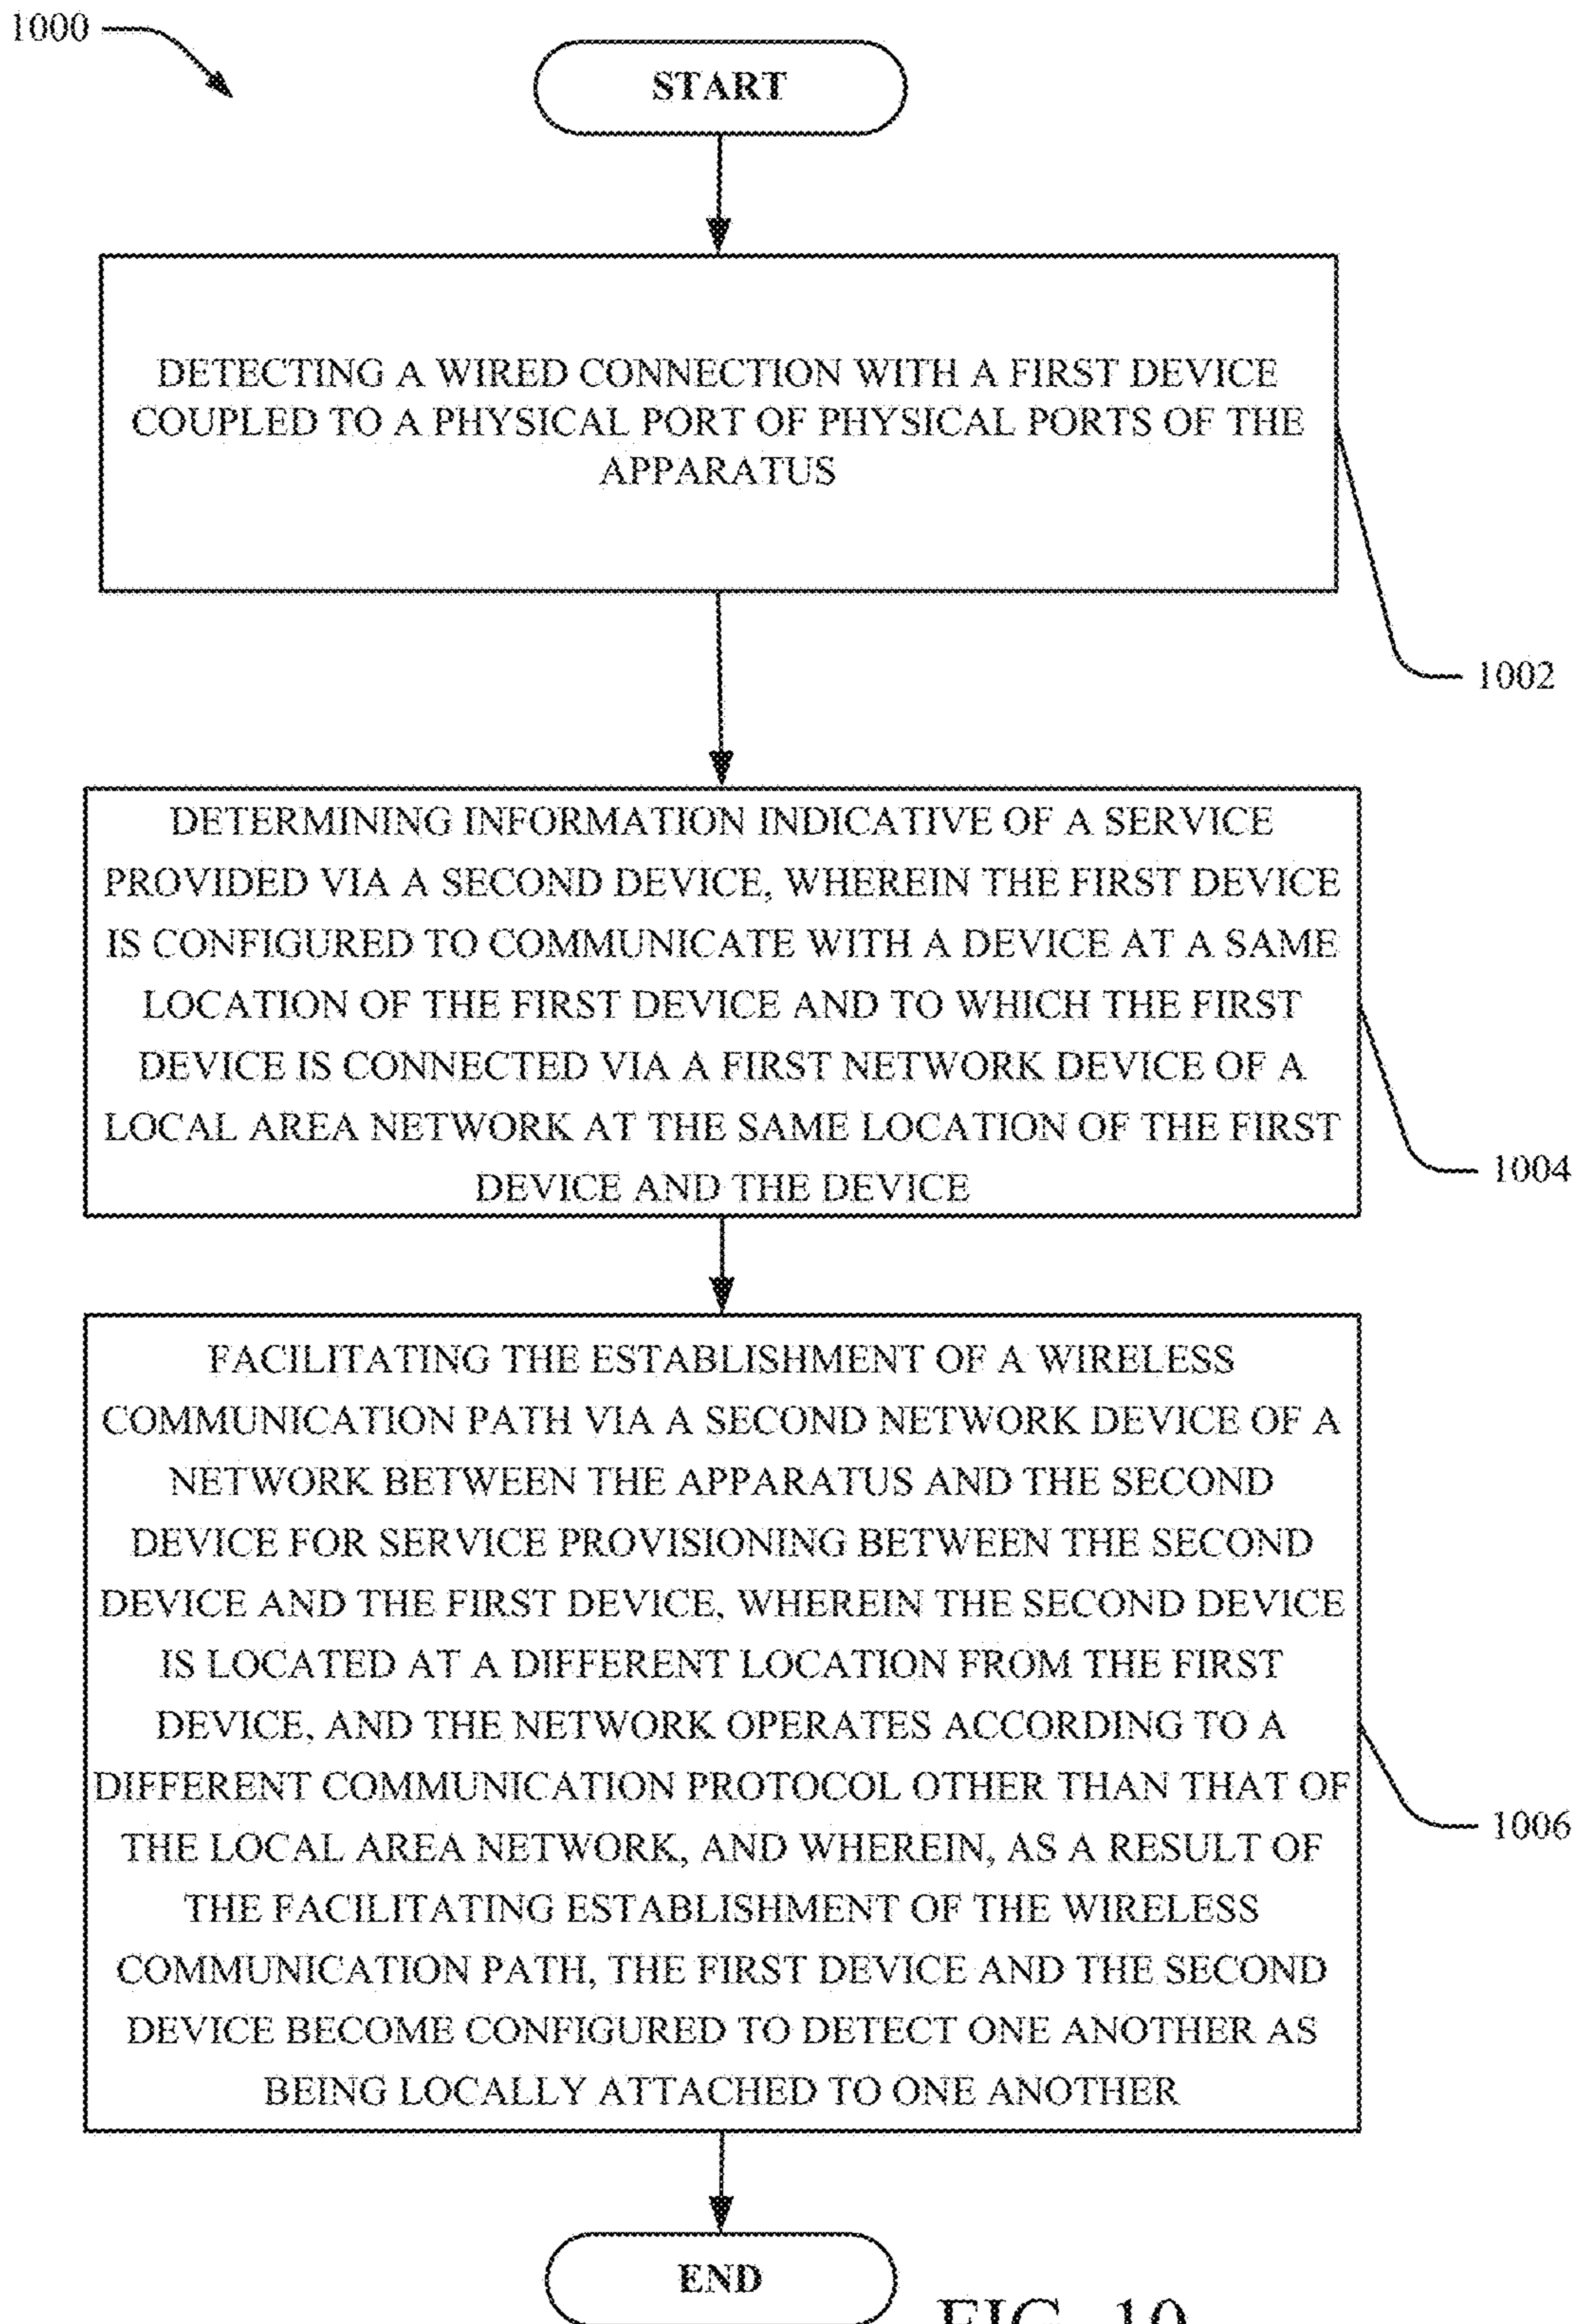 1000
START
DETECTING A WIRED CONNECTION WITH A FIRST DEVICE
COUPLED TO A PHYSICAL PORT OF PHYSICAL PORTS OF THE
APPARATUS
1002
DETERMINING INFORMATION INDICATIVE OF A SERVICE
PROVIDED VIA A SECOND DEVICE, WHEREIN THE FIRST DEVICE
IS CONFIGURED TO COMMUNICATE WITH A DEVICE AT A SAME
LOCATION OF THE FIRST DEVICE AND TO WHICH THE FIRST
DEVICE IS CONNECTED VIA A FIRST NETWORK DEVICE OF A
LOCAL AREA NETWORK AT THE SAME LOCATION OF THE FIRST
DEVICE AND THE DEVICE
1004
FACILITATING THE ESTABLISHMENT OF A WIRELESS
COMMUNICATION PATH VIA A SECOND NETWORK DEVICE OF A
NETWORK BETWEEN THE APPARATUS AND THE SECOND
DEVICE FOR SERVICE PROVISIONING BETWEEN THE SECOND
DEVICE AND THE FIRST DEVICE, WHEREIN THE SECOND DEVICE
IS LOCATED AT A DIFFERENT LOCATION FROM THE FIRST
DEVICE, AND THE NETWORK OPERATES ACCORDING TO A
DIFFERENT COMMUNICATION PROTOCOL OTHER THAN THAT OF
THE LOCAL AREA NETWORK, AND WHEREIN, AS A RESULT OF
THE FACILITATING ESTABLISHMENT OF THE WIRELESS
COMMUNICATION PATH, THE FIRST DEVICE AND THE SECOND
DEVICE BECOME CONFIGURED TO DETECT ONE ANOTHER AS
BEING LOCALLY ATTACHED TO ONE ANOTHER
1006
END
FIG. 10